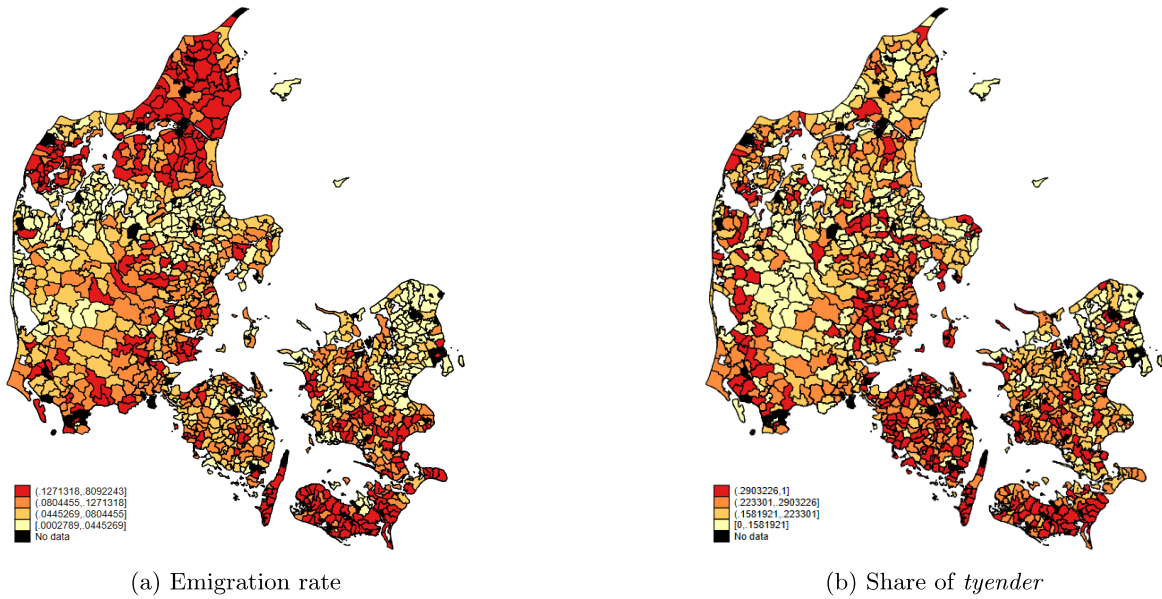 (.1271318,.8092243]
(.0804455,.1271318]
(.0445269,.0804455]
[.0002789,.0445269]
No data
(.2903226,1]
(.223301,.2903226]
(.1581921,.223301]
[0,.1581921]
No data
(a) Emigration rate
(b) Share of tyender